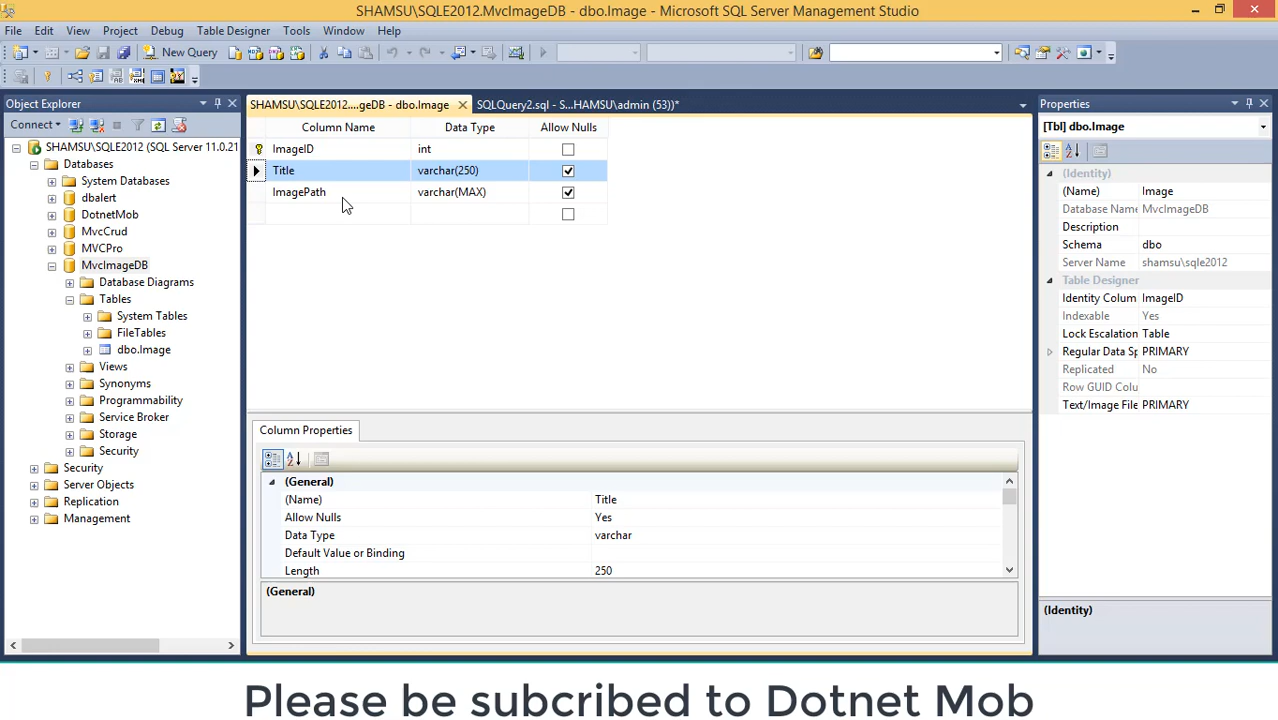 SHAMSU\SQLE2012.MvcImageDB - dbo.Image - Microsoft SQL Server Management Studio
File Edit View Project Debug Table Designer Tools Window Help
New Query
Object Explorer
Connect
SHAMSU\SQLE2012 (SQL Server 11.0.21
Databases
System Databases
dbalert
DotnetMob
MvcCrud
MVCPro
MvcImageDB
Database Diagrams
Tables
System Tables
FileTables
dbo.Image
Views
Synonyms
Programmability
Service Broker
Storage
Security
Security
Server Objects
Replication
Management
SHAMSU\SQLE2012....geDB - dbo.Image SQLQuery2.sql - S...HAMSU\admin (53))*
Column Name Data Type Allow Nulls
ImageID int
Title varchar(250)
ImagePath varchar(MAX)
Column Properties
(General)
(Name) Title
Allow Nulls Yes
Data Type varchar
Default Value or Binding
Length 250
(General)
Properties
[Tbl] dbo.Image
(Identity)
(Name) Image
Database Name MvcImageDB
Description
Schema dbo
Server Name shamsu\sqle2012
Table Designer
Identity Colum ImageID
Indexable Yes
Lock Escalation Table
Regular Data Sp PRIMARY
Replicated No
Row GUID Colu
Text/Image File PRIMARY
(Identity)
Please be subcribed to Dotnet Mob